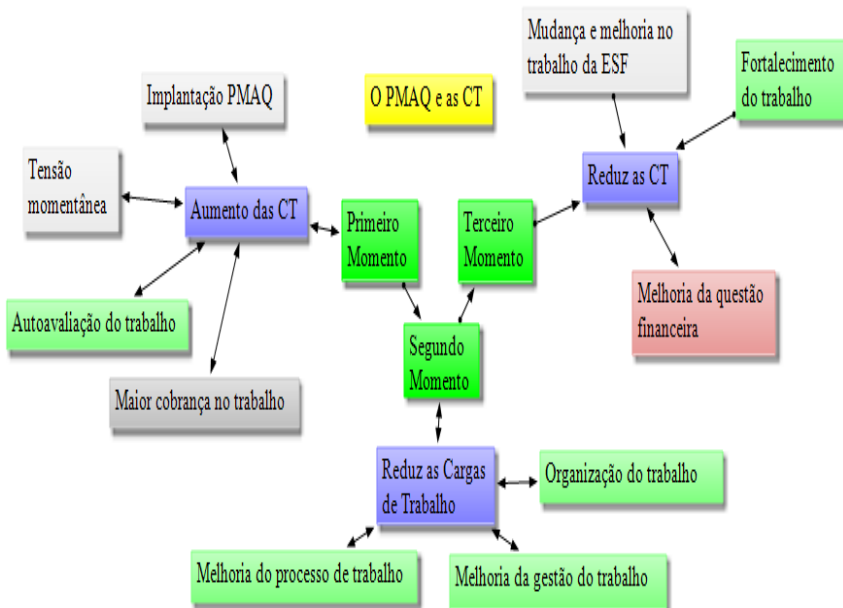 Mudança e melhoria no
trabalho da ESF
Implantação PMAQ
O PMAQ e as CT
Fortalecimento
do trabalho
Tensão
momentânea
Aumento das CT
Primeiro
Momento
Terceiro
Momento
Reduz as CT
Autoavaliação do trabalho
Melhoria da questão
financeira
Segundo
Momento
Maior cobrança no trabalho
Reduz as Cargas
de Trabalho
Organização do trabalho
Melhoria do processo de trabalho
Melhoria da gestão do trabalho